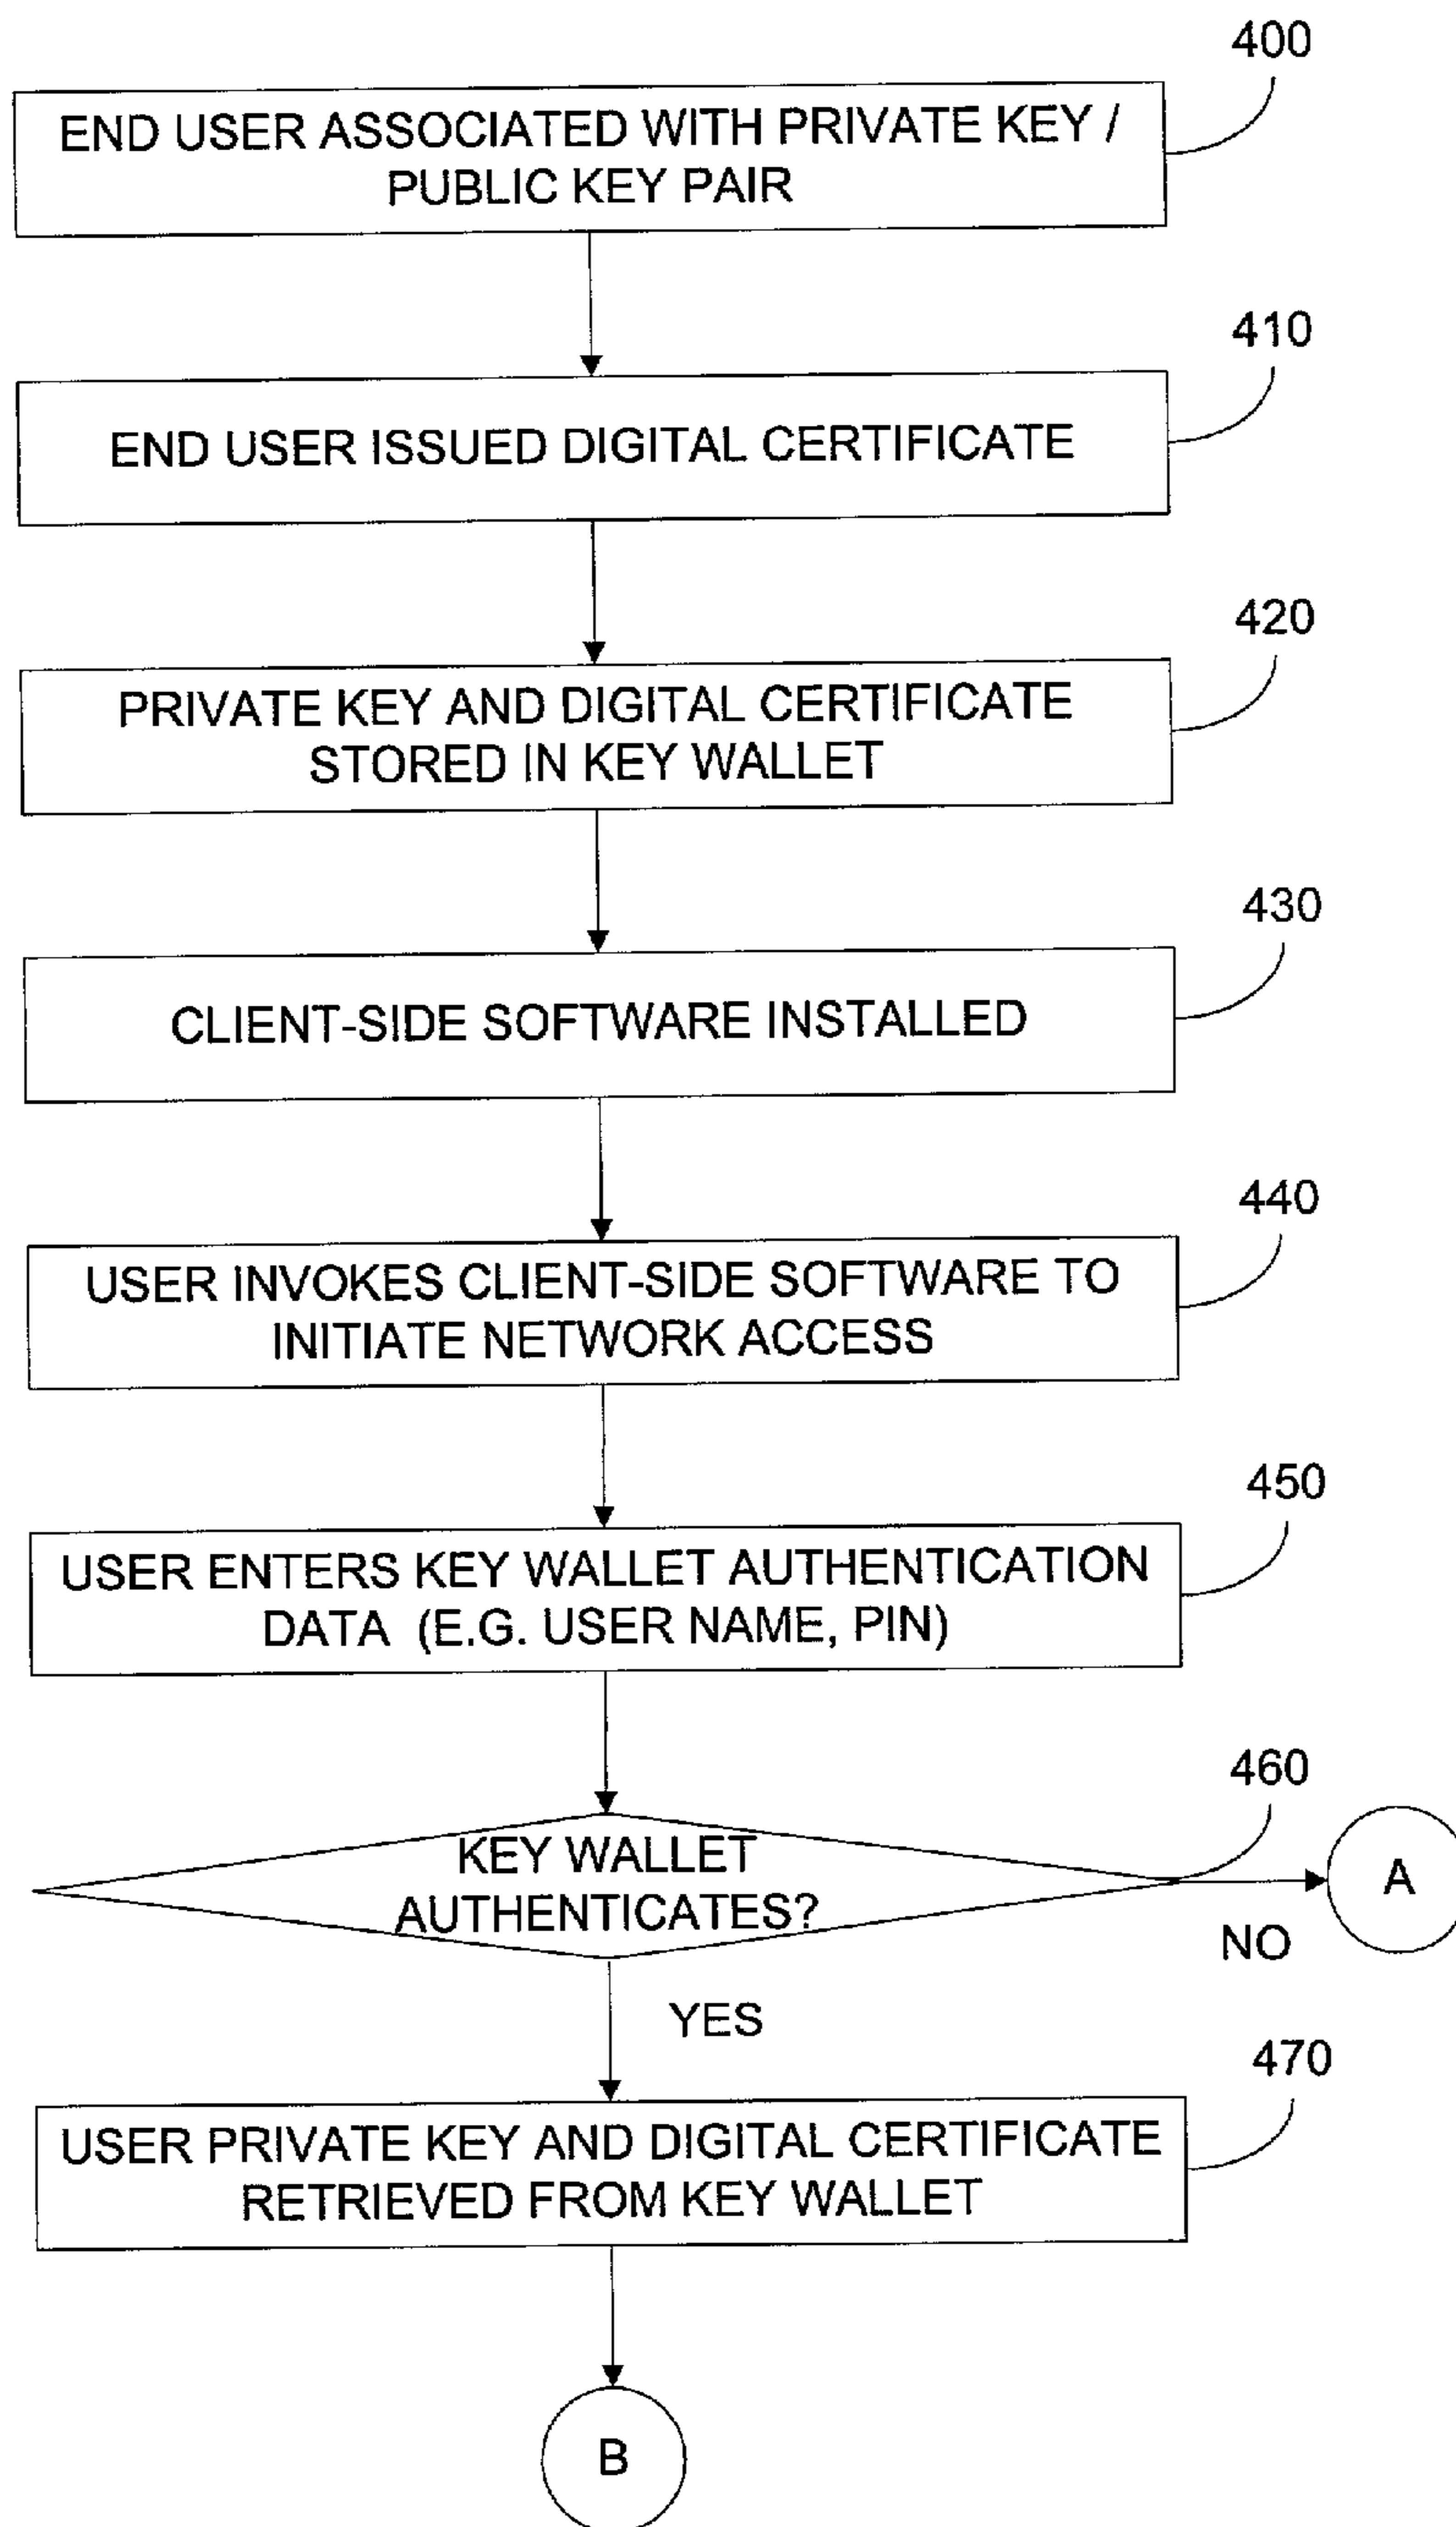 400
END USER ASSOCIATED WITH PRIVATE KEY /
PUBLIC KEY PAIR
410
END USER ISSUED DIGITAL CERTIFICATE
420
PRIVATE KEY AND DIGITAL CERTIFICATE
STORED IN KEY WALLET
430
CLIENT-SIDE SOFTWARE INSTALLED
440
USER INVOKES CLIENT-SIDE SOFTWARE TO
INITIATE NETWORK ACCESS
450
USER ENTERS KEY WALLET AUTHENTICATION
DATA (E.G. USER NAME, PIN)
460
KEY WALLET
AUTHENTICATES?
A
NO
YES
470
USER PRIVATE KEY AND DIGITAL CERTIFICATE
RETRIEVED FROM KEY WALLET
B